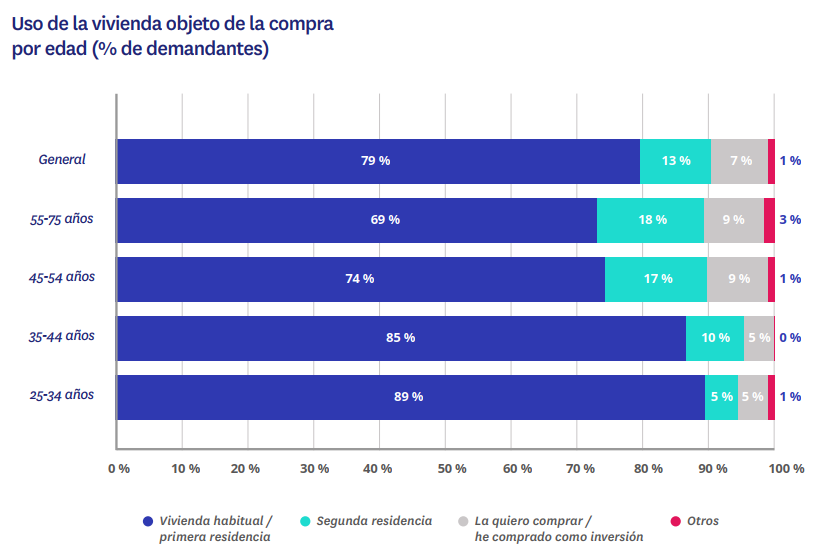 Uso de la vivienda objeto de la compra
por edad (% de demandantes)
General 79 % 13 % 7 % 1 %
55-75 años 69 % 18 % 9 % 3 %
45-54 años 74 % 17 % 9 % 1 %
35-44 años 85 % 10 % 5 % 0 %
25-34 años 89 % 5 % 5 % 1 %
0 % 10 % 20 % 30 % 40 % 50 % 60 % 70 % 80 % 90 % 100 %
Vivienda habitual / Segunda residencia La quiero comprar / Otros
primera residencia he comprado como inversión